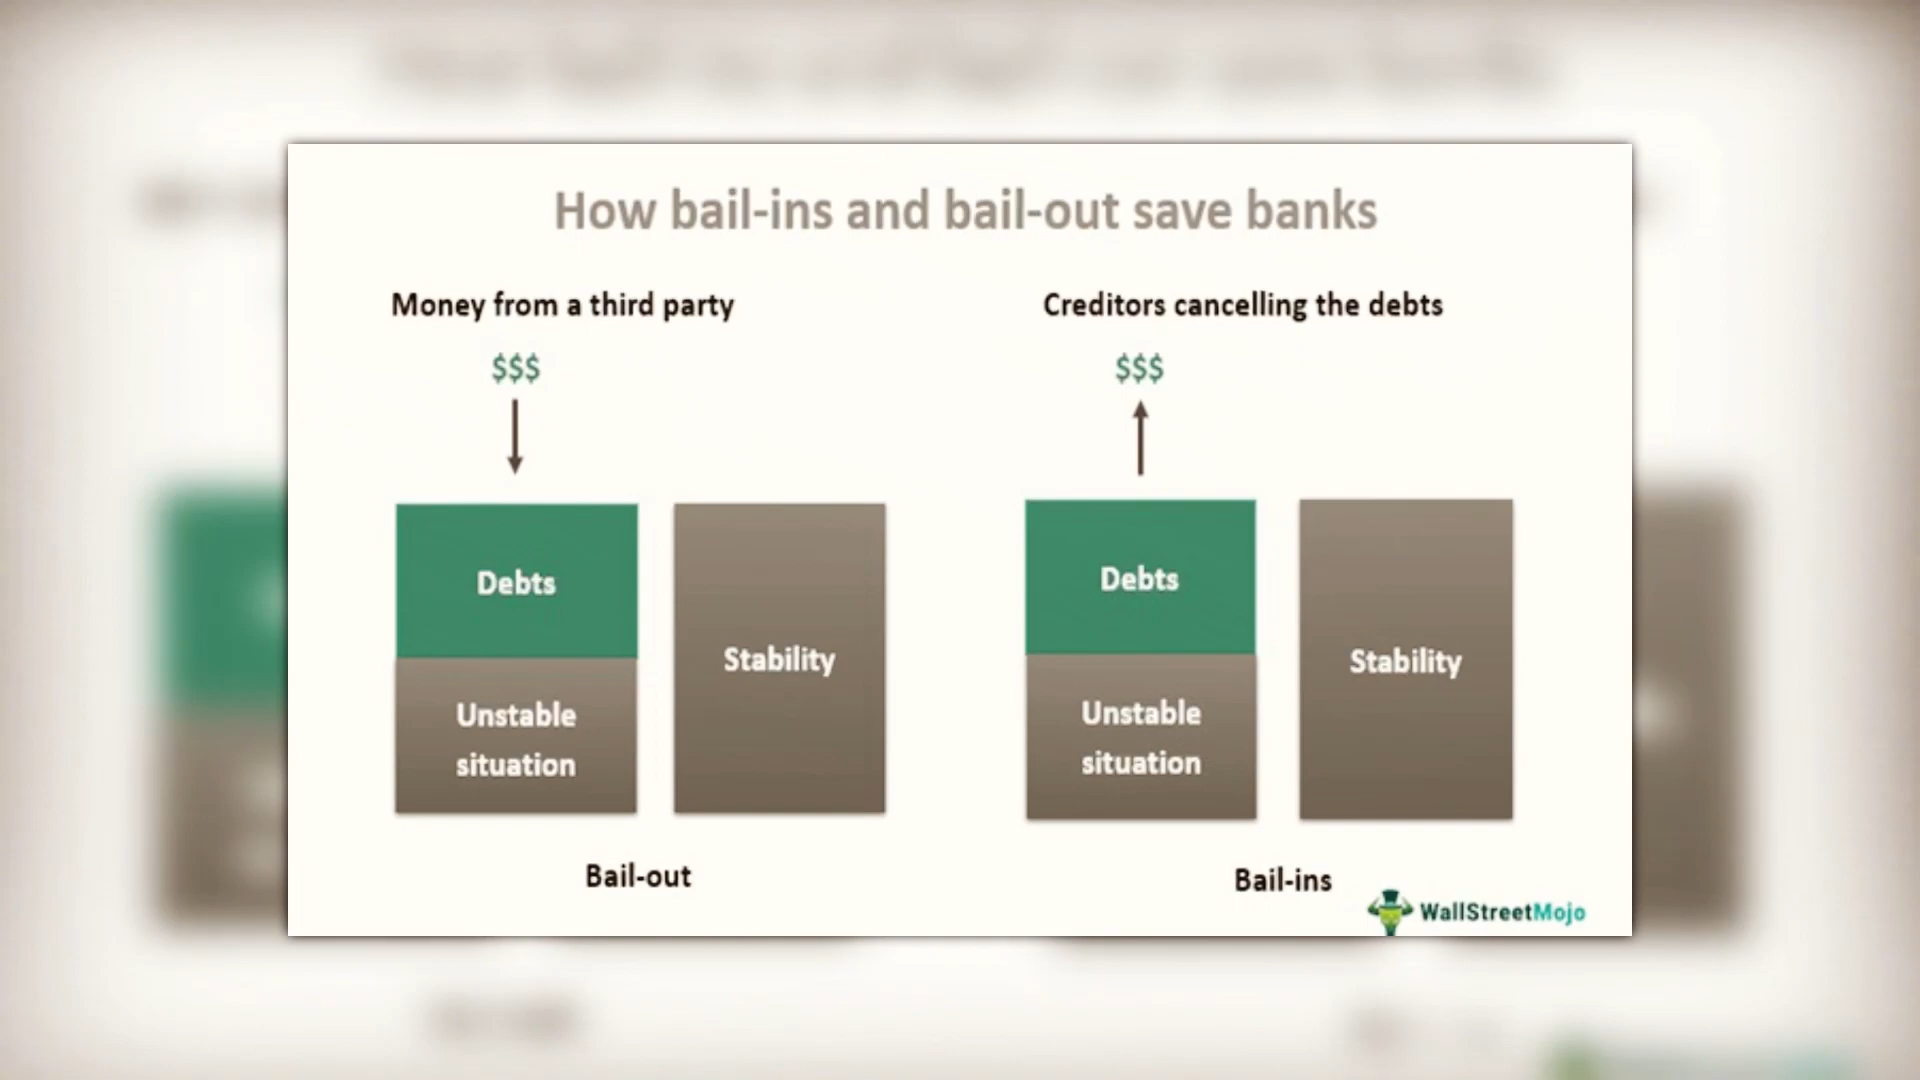 How bail-ins and bail-out save banks
Money from a third party
$$$
Debts
Unstable
situation
Stability
Bail-out
Creditors cancelling the debts
$$$
Debts
Unstable
situation
Stability
Bail-ins
WallStreetMojo